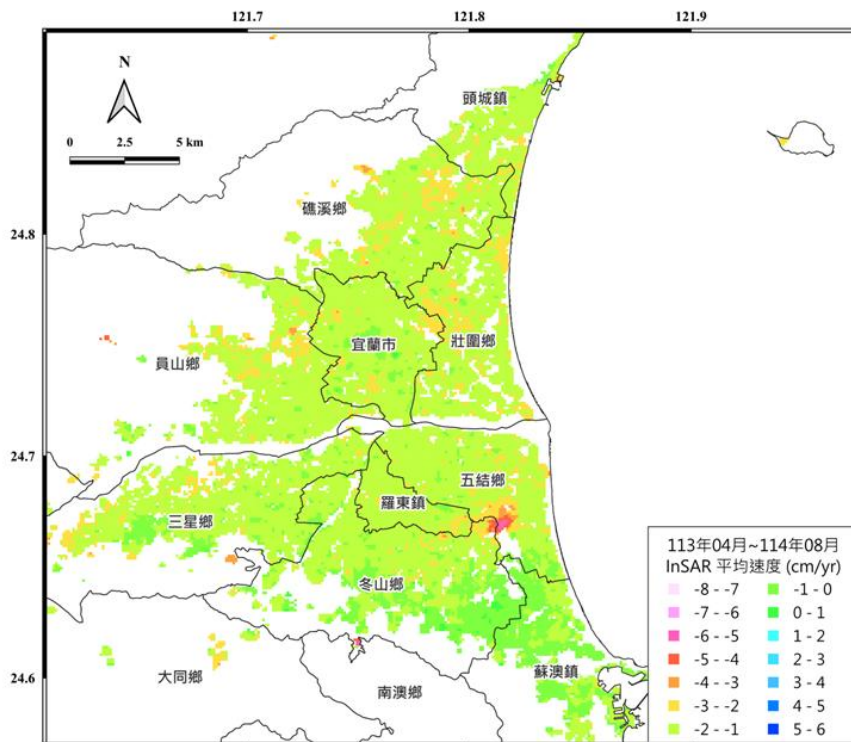 121.7
121.8
121.9
N
0 2.5 5 km
頭城鎮
礁溪鄉
24.8
宜蘭市
壯圍鄉
員山鄉
24.7
五結鄉
羅東鎮
三星鄉
冬山鄉
24.6
大同鄉
蘇澳鎮
南澳鄉
113年04月~114年08月
InSAR 平均速度 (cm/yr)
-8 - -7
-7 - -6
-6 - -5
-5 - -4
-4 - -3
-3 - -2
-2 - -1
-1 - 0
0 - 1
1 - 2
2 - 3
3 - 4
4 - 5
5 - 6